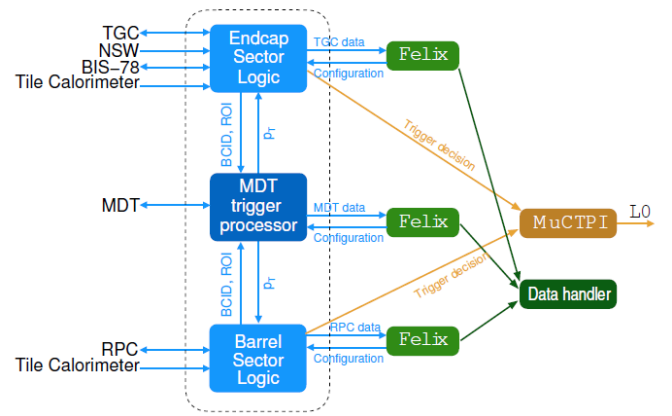 TGC
NSW
BIS-78
Tile Calorimeter
Endcap
Sector
Logic
TGC data
Configuration
Felix
BCID, ROI
pT
Trigger decision
MDT
MDT
trigger
processor
MDT data
Configuration
Felix
MuCTPI
L0
BCID, ROI
pT
Trigger decision
Data handler
RPC
Tile Calorimeter
Barrel
Sector
Logic
RPC data
Configuration
Felix